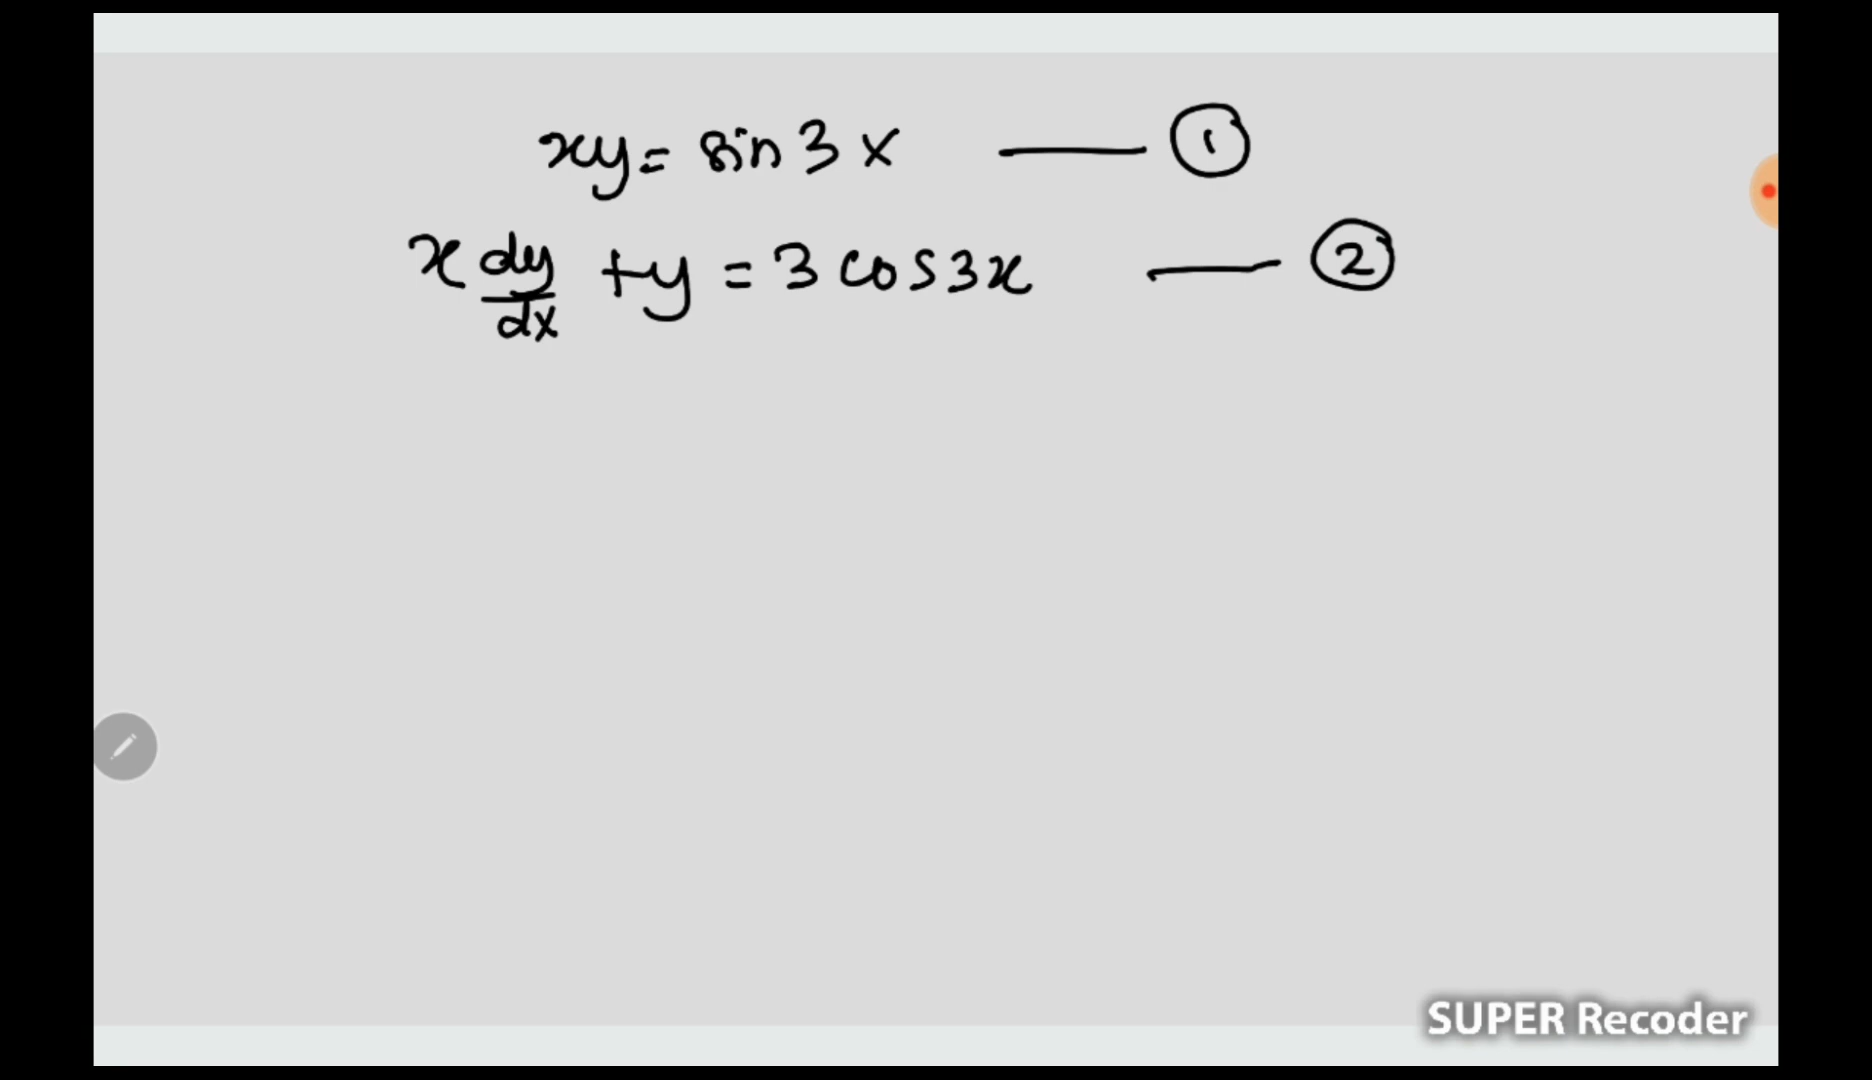 xy = sin 3x —— ①
x dy/dx + y = 3 cos 3x —— ②
SUPER Recoder